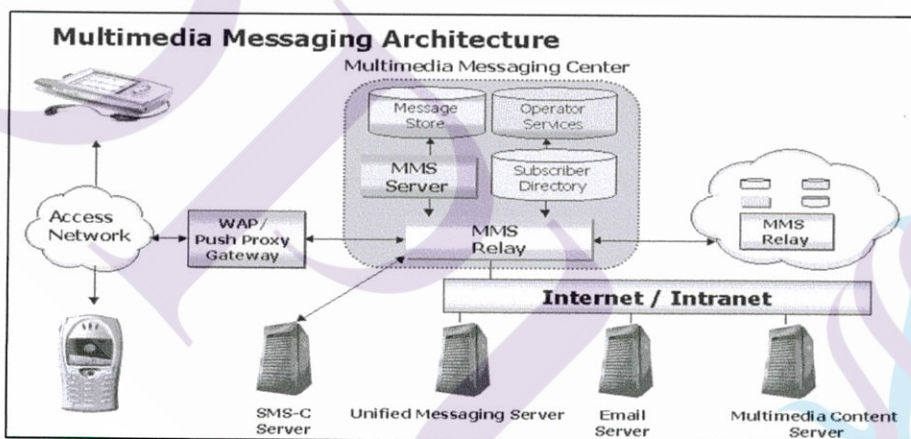 Multimedia Messaging Architecture
Multimedia Messaging Center
Message
Store
Operator
Services
MMS
Server
Subscriber
Directory
Access
Network
WAP/
Push Proxy
Gateway
MMS
Relay
MMS
Relay
Internet / Intranet
SMS-C
Server
Unified Messaging Server
Email
Server
Multimedia Content
Server